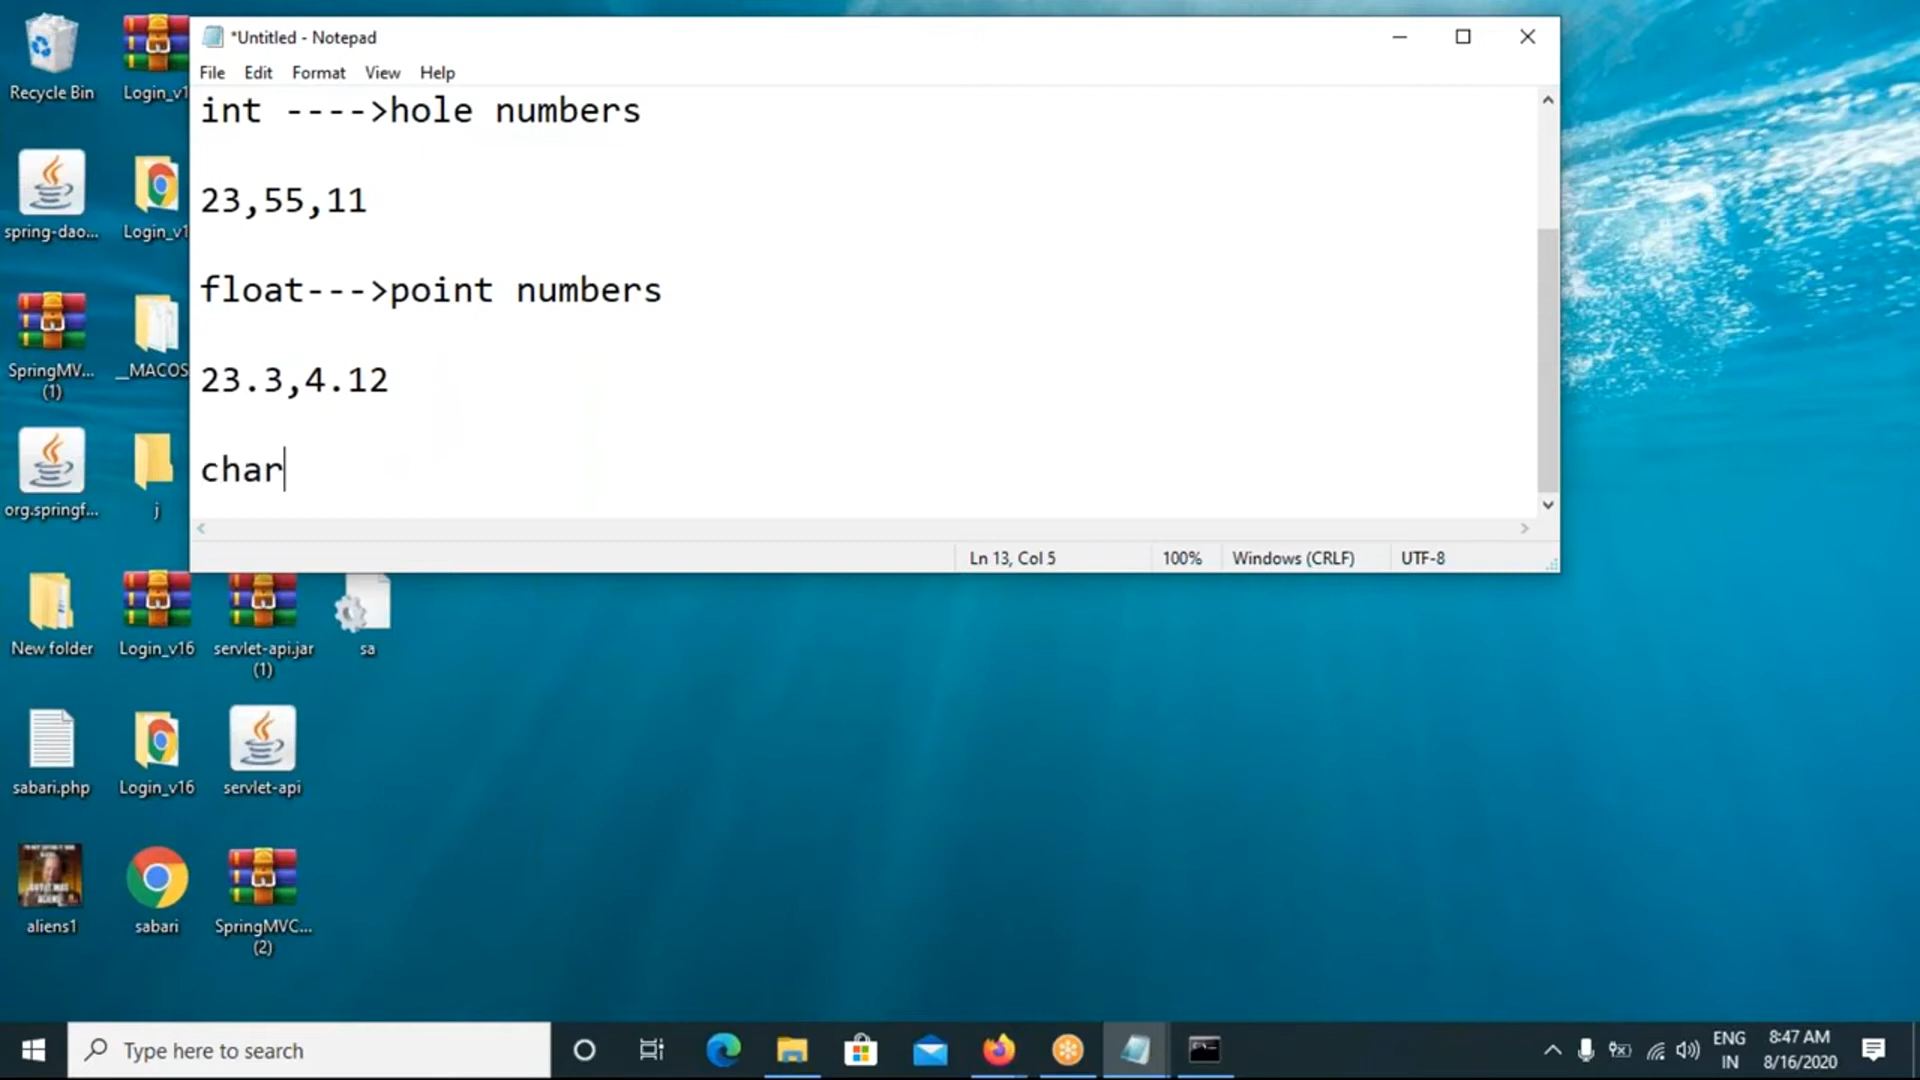 *Untitled - Notepad
File Edit Format View Help
int ---->hole numbers
23,55,11
float--->point numbers
23.3,4.12
char
Ln 13, Col 5 100% Windows (CRLF) UTF-8
Recycle Bin
Login_v1
spring-dao...
Login_v1
SpringMV...
(1)
__MACOS
org.springf...
j
New folder
Login_v16
servlet-api.jar
(1)
sa
sabari.php
Login_v16
servlet-api
aliens1
sabari
SpringMVC...
(2)
Type here to search
ENG
IN
8:47 AM
8/16/2020